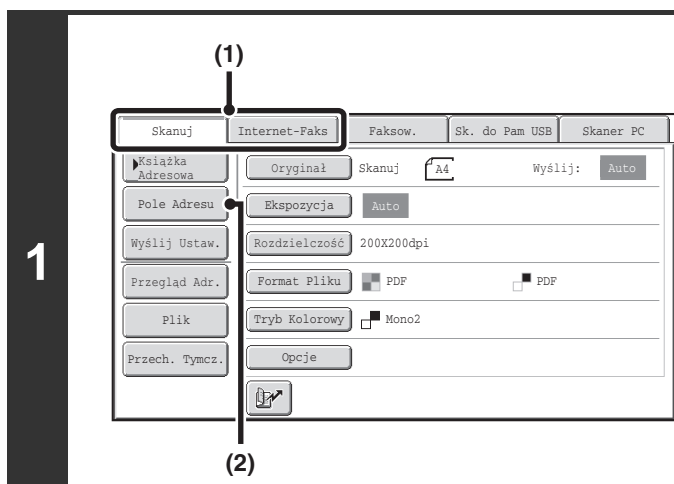 (1)
Skanuj Internet-Faks Faksow. Sk. do Pam USB Skaner PC
Książka
Adresowa
Oryginał Skanuj A4 Wyślij: Auto
Pole Adresu Ekspozycja Auto
Wyślij Ustaw. Rozdzielczość 200X200dpi
1
Przegląd Adr. Format Pliku PDF PDF
Plik Tryb Kolorowy Mono2
Przech. Tymcz. Opcje
(2)